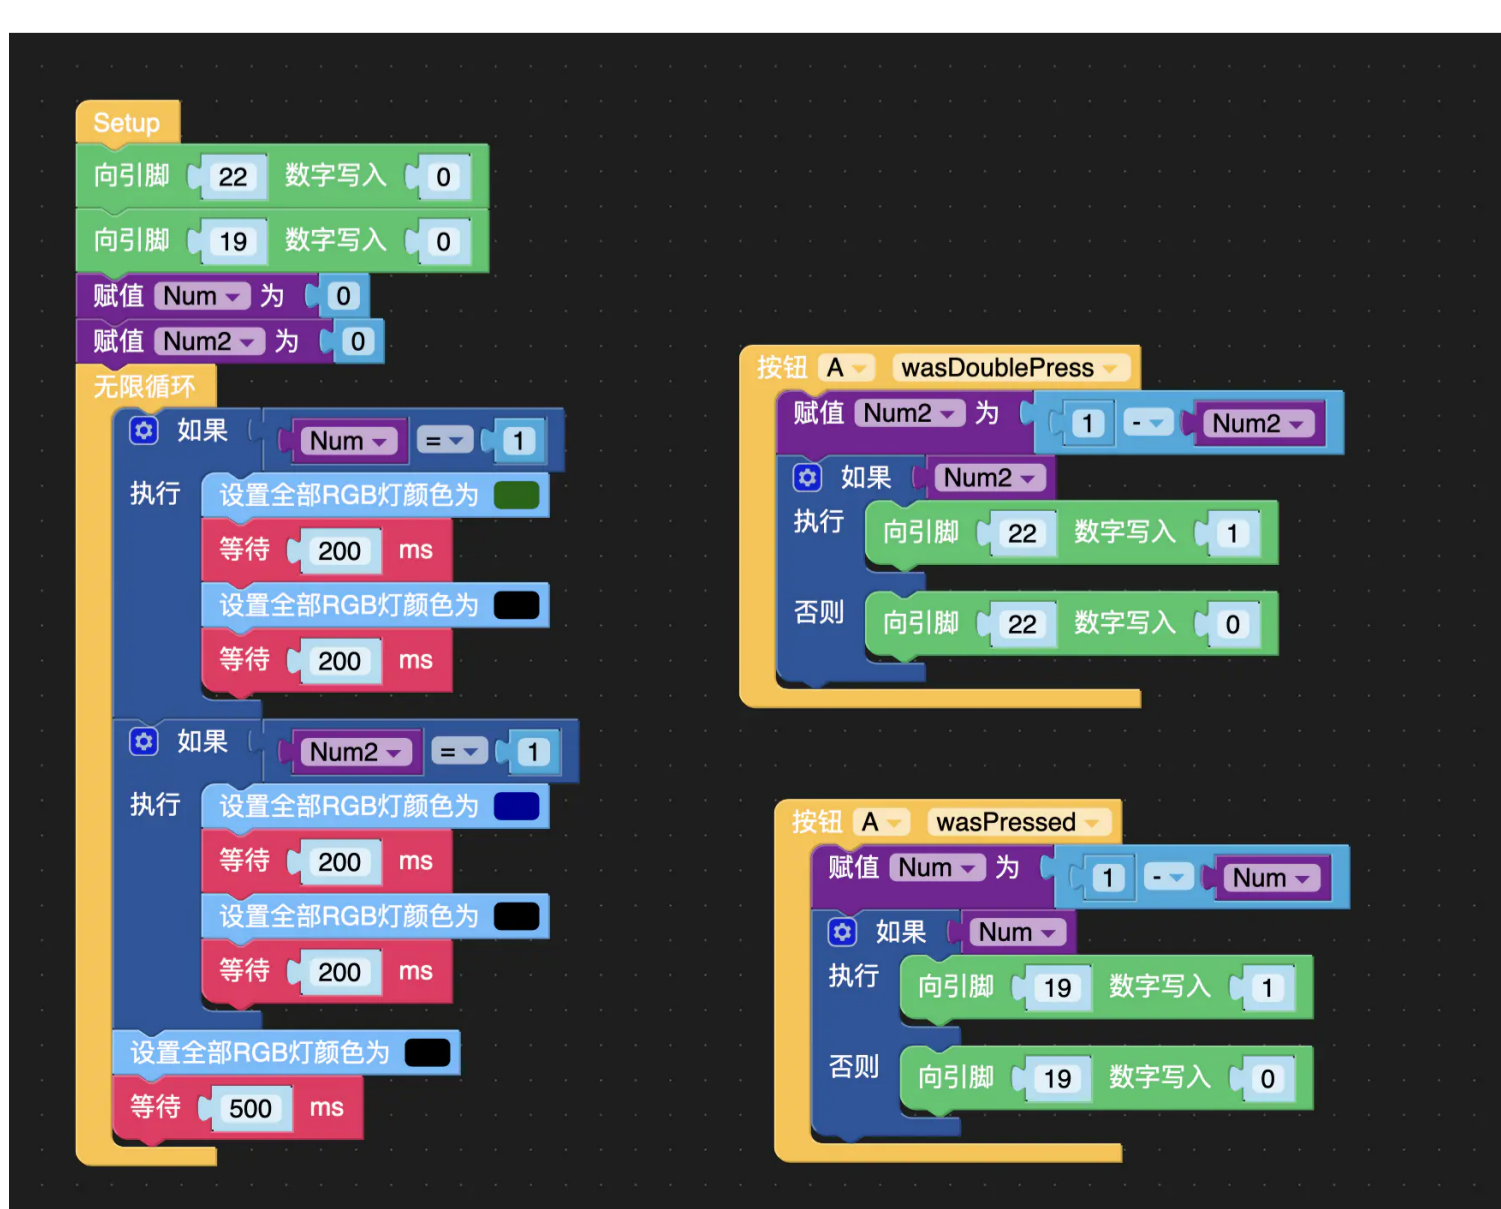 Setup
向引脚 22 数字写入 0
向引脚 19 数字写入 0
赋值 Num 为 0
赋值 Num2 为 0
无限循环
如果 Num = 1
执行 设置全部RGB灯颜色为
等待 200 ms
设置全部RGB灯颜色为
等待 200 ms
如果 Num2 = 1
执行 设置全部RGB灯颜色为
等待 200 ms
设置全部RGB灯颜色为
等待 200 ms
设置全部RGB灯颜色为
等待 500 ms
按钮 A wasDoublePress
赋值 Num2 为 1 - Num2
如果 Num2
执行 向引脚 22 数字写入 1
否则 向引脚 22 数字写入 0
按钮 A wasPressed
赋值 Num 为 1 - Num
如果 Num
执行 向引脚 19 数字写入 1
否则 向引脚 19 数字写入 0